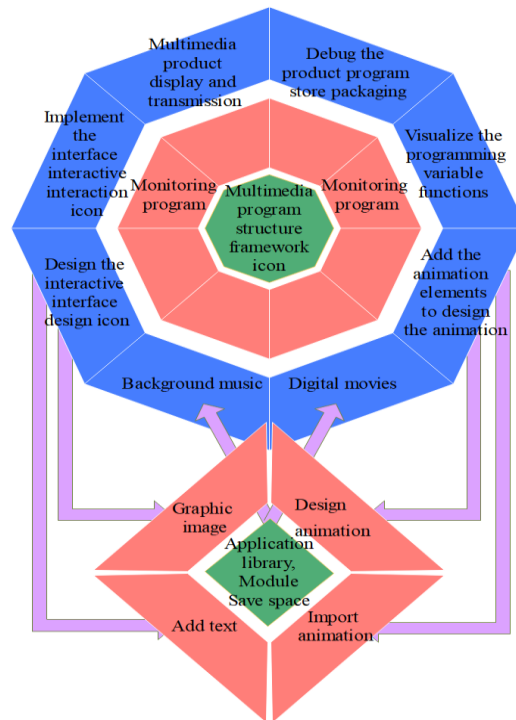 Multimedia
product
display and
transmission
Debug the
product program
store packaging
Implement
the
interface
interactive
interaction
icon
Visualize the
programming
variable
functions
Monitoring
program
Multimedia
program
structure
framework
icon
Monitoring
program
Design the
interactive
interface
design icon
Add the
animation
elements
to design
the animation
Background music
Digital movies
Graphic
image
Design
animation
Application
library,
Module
Save space
Add text
Import
animation